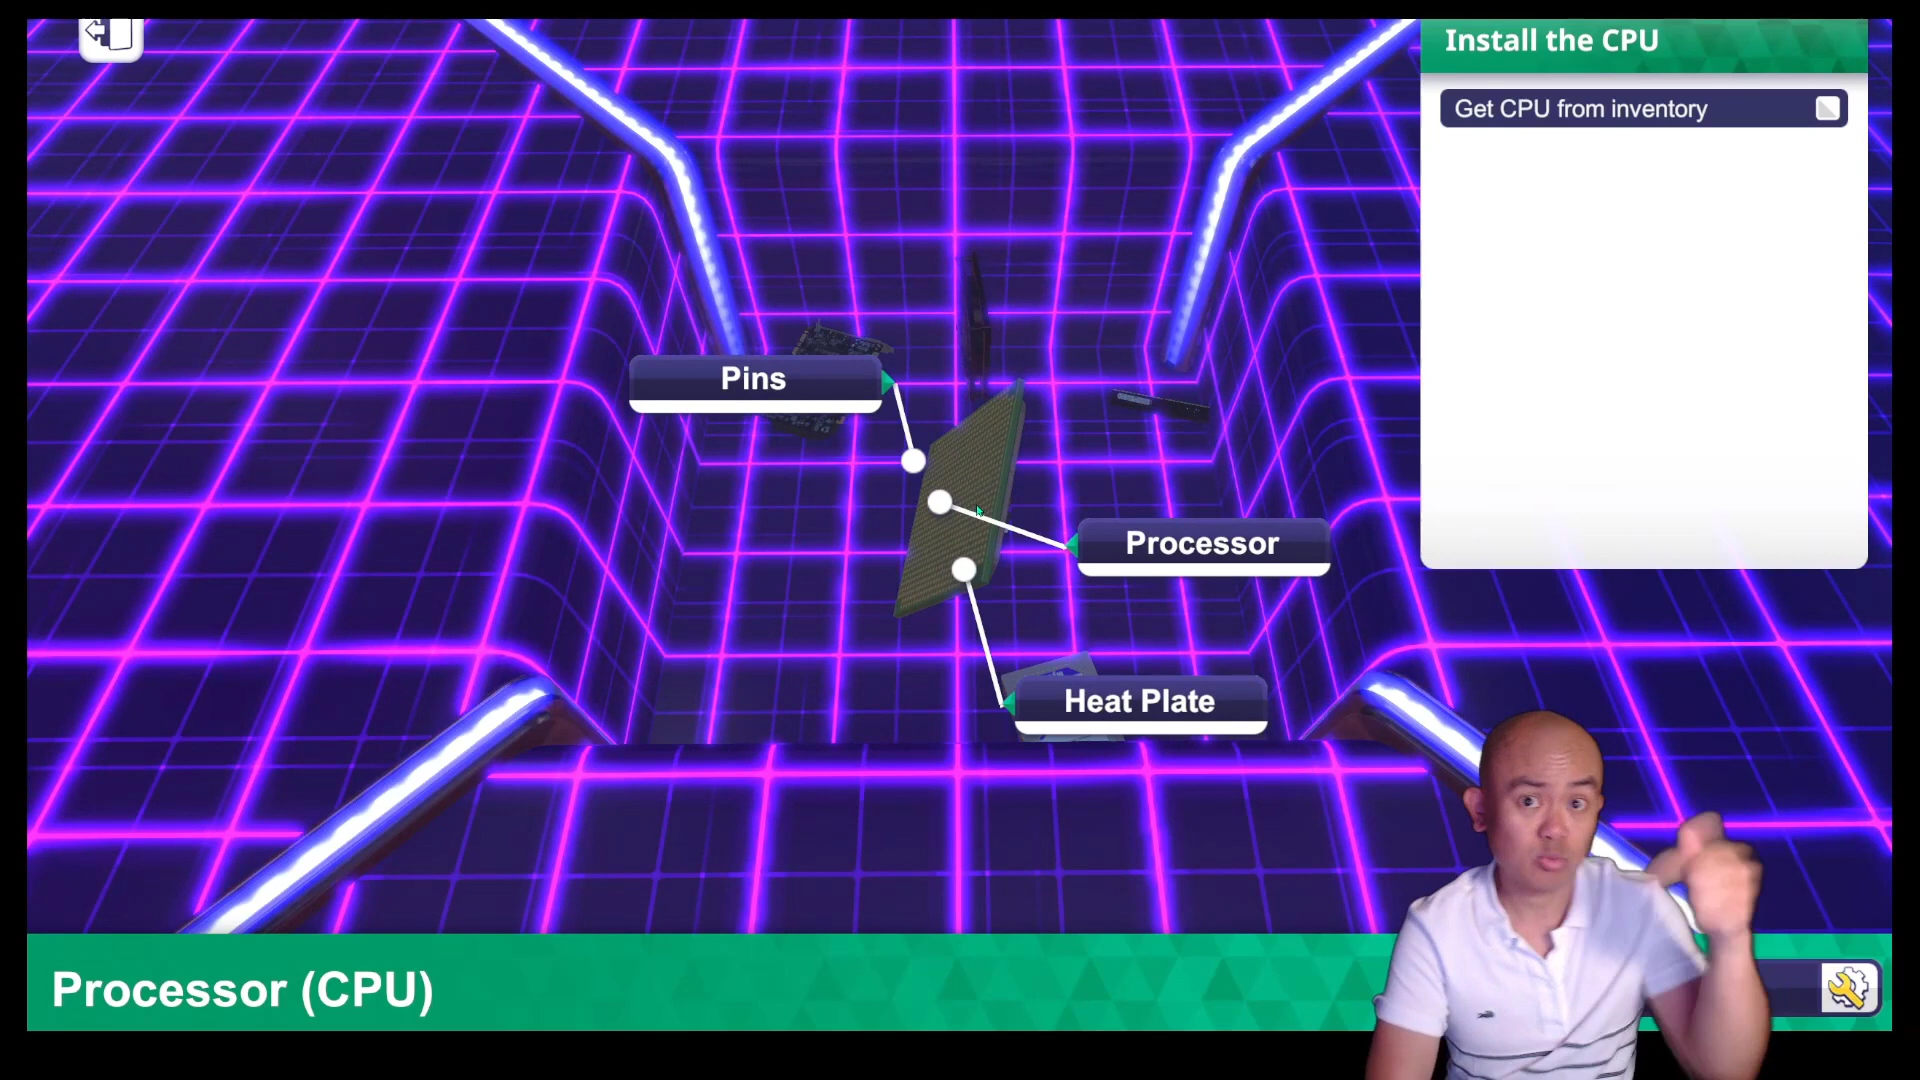 Install the CPU
Get CPU from inventory
Pins
Processor
Heat Plate
Processor (CPU)